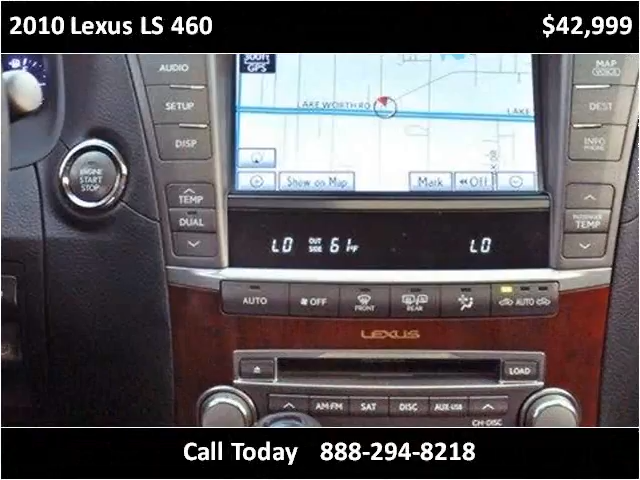 2010 Lexus LS 460
$42,999
300ft
GPS
AUDIO
MAP
VOICE
LAKE WORTH RD
LAKE
SETUP
DEST
DISP
INFO
PHONE
ENGINE
START
STOP
Show on Map
Mark
Off
TEMP
PASSENGER
TEMP
DUAL
LO
OUT
SIDE
61°F
LO
AUTO
OFF
FRONT
REAR
AUTO
LEXUS
LOAD
AM·FM
SAT
DISC
AUX·USB
CH·DISC
Call Today 888-294-8218